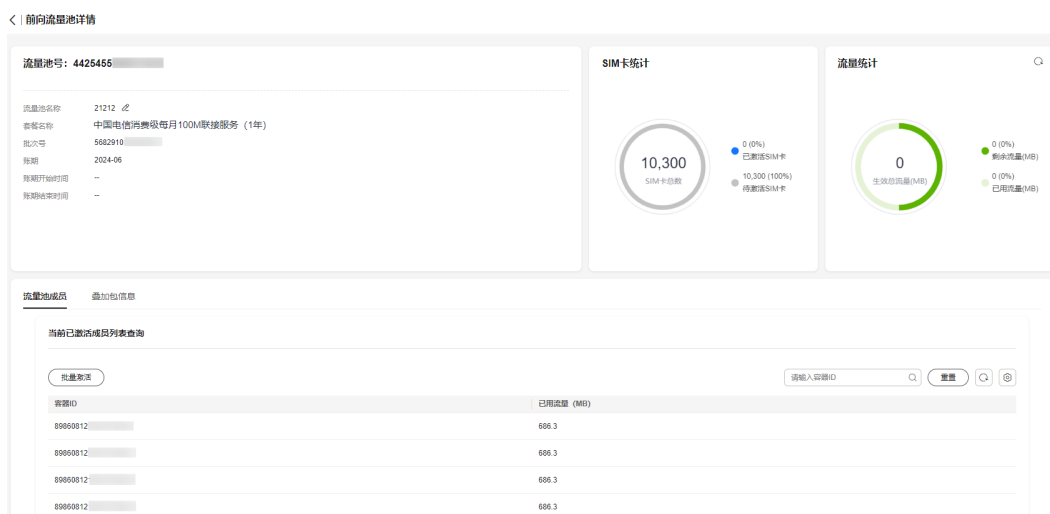 前向流量池详情
流量池号：4425455
流量池名称 21212
套餐名称 中国电信消费级每月100M联接服务（1年）
批次号 5682910
账期 2024-06
账期开始时间 --
账期结束时间 --
SIM卡统计
10,300
SIM卡总数
0 (0%)
已激活SIM卡
10,300 (100%)
待激活SIM卡
流量统计
0
生效总流量(MB)
0 (0%)
剩余流量(MB)
0 (0%)
已用流量(MB)
流量池成员 叠加包信息
当前已激活成员列表查询
批量激活 请输入容器ID 重置
容器ID 已用流量 (MB)
89860812 686.3
89860812 686.3
89860812 686.3
89860812 686.3